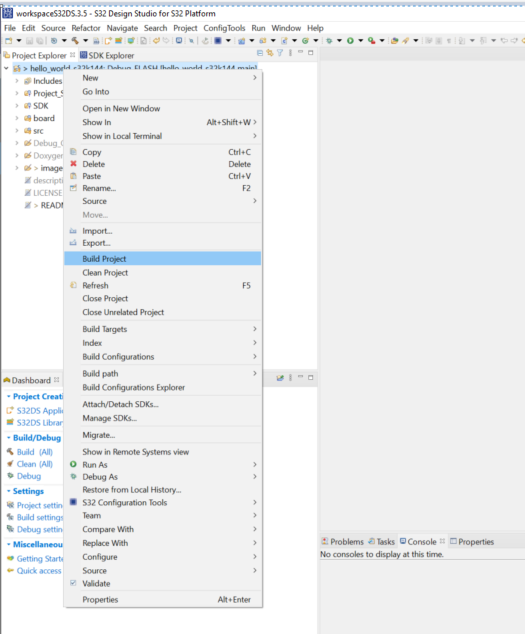 workspaceS32DS.3.5 - S32 Design Studio for S32 Platform
File Edit Source Refactor Navigate Search Project ConfigTools Run Window Help
Project Explorer
SDK Explorer
> hello_world_s32k144: Debug_FLASH [hello_world_s32k144 main]
Includes
Project_S
SDK
board
src
Debug_
Doxygen
> image
descripti
LICENSE
> READM
New
Go Into
Open in New Window
Show In Alt+Shift+W >
Show in Local Terminal
Copy Ctrl+C
Delete Delete
Paste Ctrl+V
Rename... F2
Source
Move...
Import...
Export...
Build Project
Clean Project
Refresh F5
Close Project
Close Unrelated Project
Build Targets
Index
Build Configurations
Build path
Build Configurations Explorer
Attach/Detach SDKs...
Manage SDKs...
Migrate...
Show in Remote Systems view
Run As
Debug As
Restore from Local History...
S32 Configuration Tools
Team
Compare With
Replace With
Configure
Source
Validate
Properties Alt+Enter
Dashboard
Project Creati
S32DS Applic
S32DS Librar
Build/Debug
Build (All)
Clean (All)
Debug
Settings
Project settin
Build settings
Debug settin
Miscellaneou
Getting Starte
Quick access
Problems Tasks Console Properties
No consoles to display at this time.